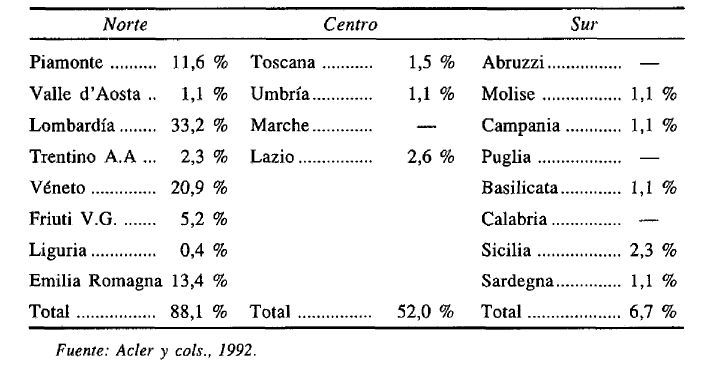 Norte Centro Sur
Piamonte .......... 11,6 % Toscana ........... 1,5 % Abruzzi ................ —
Valle d'Aosta .. 1,1 % Umbría ............. 1,1 % Molise ................ 1,1 %
Lombardía ........ 33,2 % Marche ............. — Campania ............ 1,1 %
Trentino A.A ... 2,3 % Lazio ................ 2,6 % Puglia .................. —
Véneto .............. 20,9 % Basilicata ............. 1,1 %
Friuti V.G. ....... 5,2 % Calabria ............... —
Liguria .............. 0,4 % Sicilia .................. 2,3 %
Emilia Romagna 13,4 % Sardegna .............. 1,1 %
Total ................. 88,1 % Total ................ 52,0 % Total .................... 6,7 %
Fuente: Acler y cols., 1992.